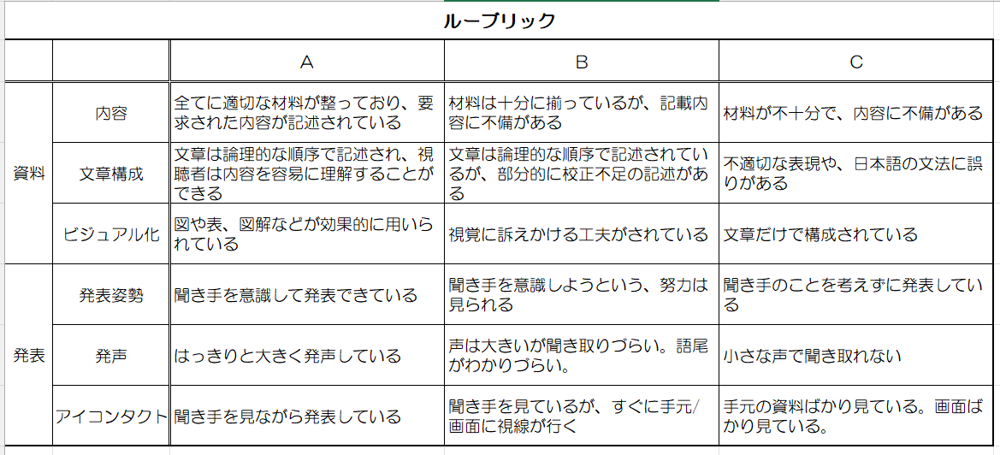 ルーブリック
A B C
資料
内容
全てに適切な材料が整っており、要
求された内容が記述されている
材料は十分に揃っているが、記載内
容に不備がある
材料が不十分で、内容に不備がある
文章構成
文章は論理的な順序で記述され、視
聴者は内容を容易に理解することが
できる
文章は論理的な順序で記述されてい
るが、部分的に校正不足の記述があ
る
不適切な表現や、日本語の文法に誤
りがある
ビジュアル化
図や表、図解などが効果的に用いら
れている
視覚に訴えかける工夫がされている
文章だけで構成されている
発表
発表姿勢
聞き手を意識して発表できている
聞き手を意識しようという、努力は
見られる
聞き手のことを考えずに発表してい
る
発声
はっきりと大きく発声している
声は大きいが聞き取りづらい。語尾
がわかりづらい。
小さな声で聞き取れない
アイコンタクト
聞き手を見ながら発表している
聞き手を見ているが、すぐに手元/
画面に視線が行く
手元の資料ばかり見ている。画面ば
かり見ている。